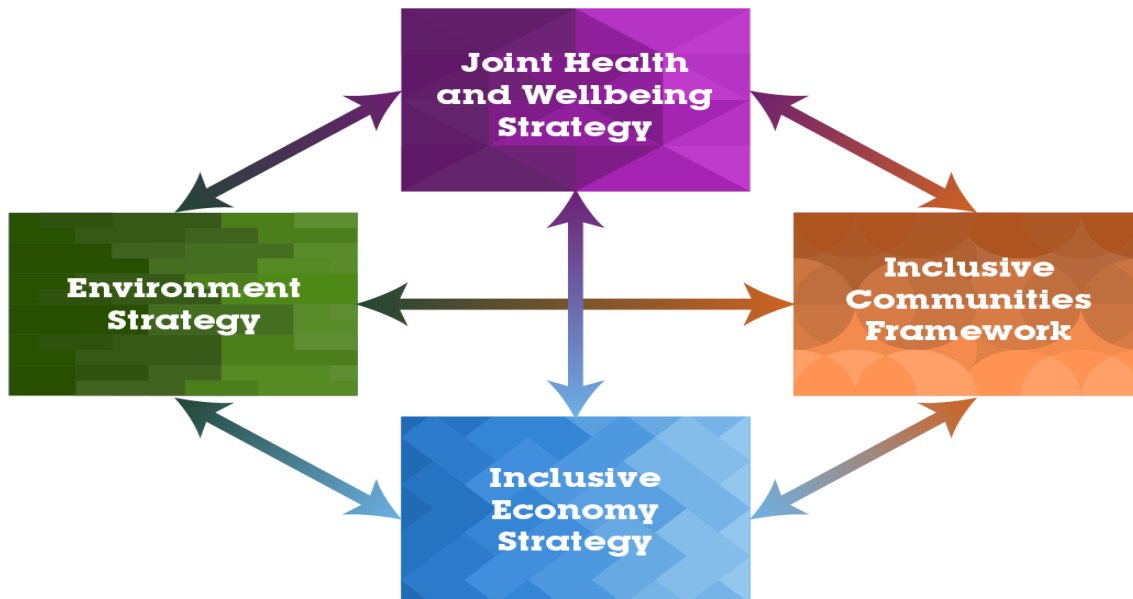 Joint Health
and Wellbeing
Strategy
Environment
Strategy
Inclusive
Communities
Framework
Inclusive
Economy
Strategy